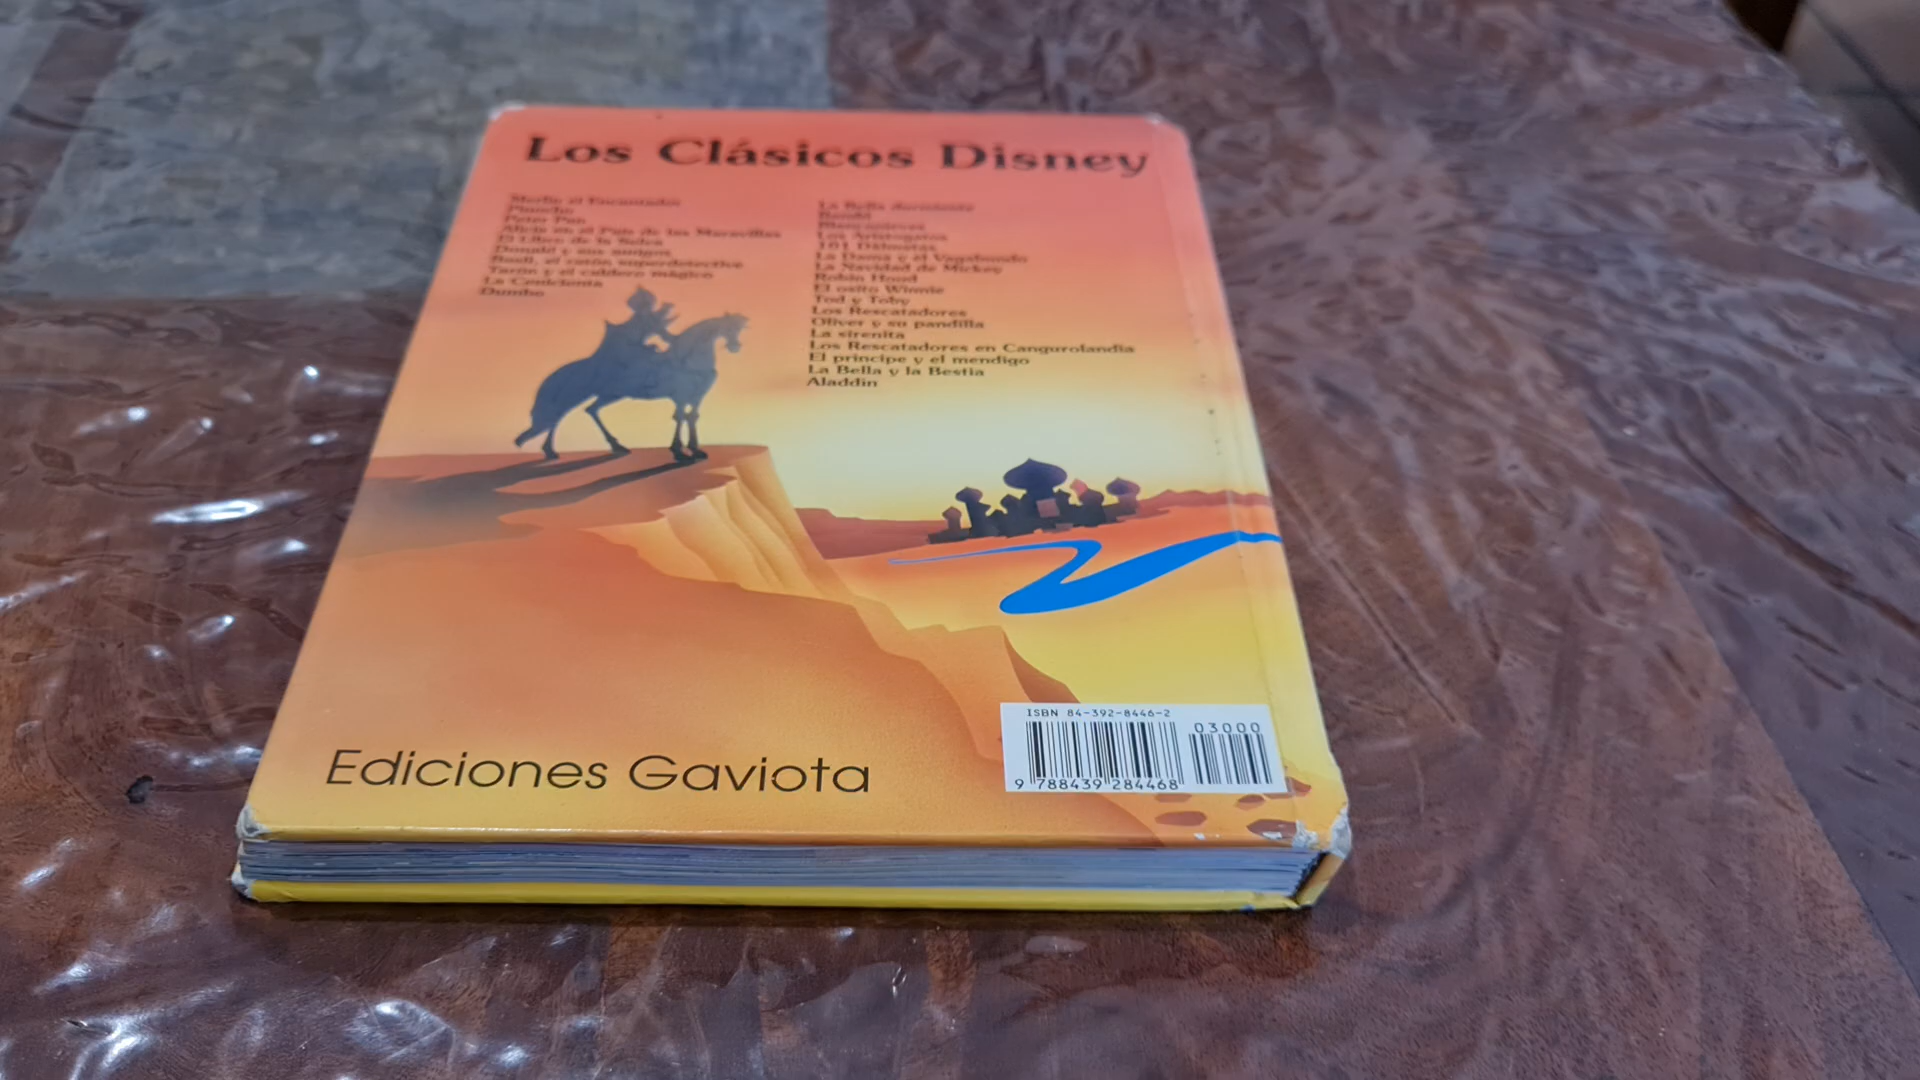 Los Clásicos Disney
Merlín el Encantador
Pinocho
Peter Pan
Alicia en el País de las Maravillas
El Libro de la Selva
Donald y sus amigos
Basil, el ratón superdetective
Tarón y el caldero mágico
La Cenicienta
Dumbo
La Bella durmiente
Bambi
Blancanieves
Los Aristogatos
101 Dálmatas
La Dama y el Vagabundo
La Navidad de Mickey
Robin Hood
El osito Winnie
Tod y Toby
Los Rescatadores
Oliver y su pandilla
La sirenita
Los Rescatadores en Cangurolandia
El príncipe y el mendigo
La Bella y la Bestia
Aladdin
Ediciones Gaviota
ISBN 84-392-8446-2
03000
9 788439 284468